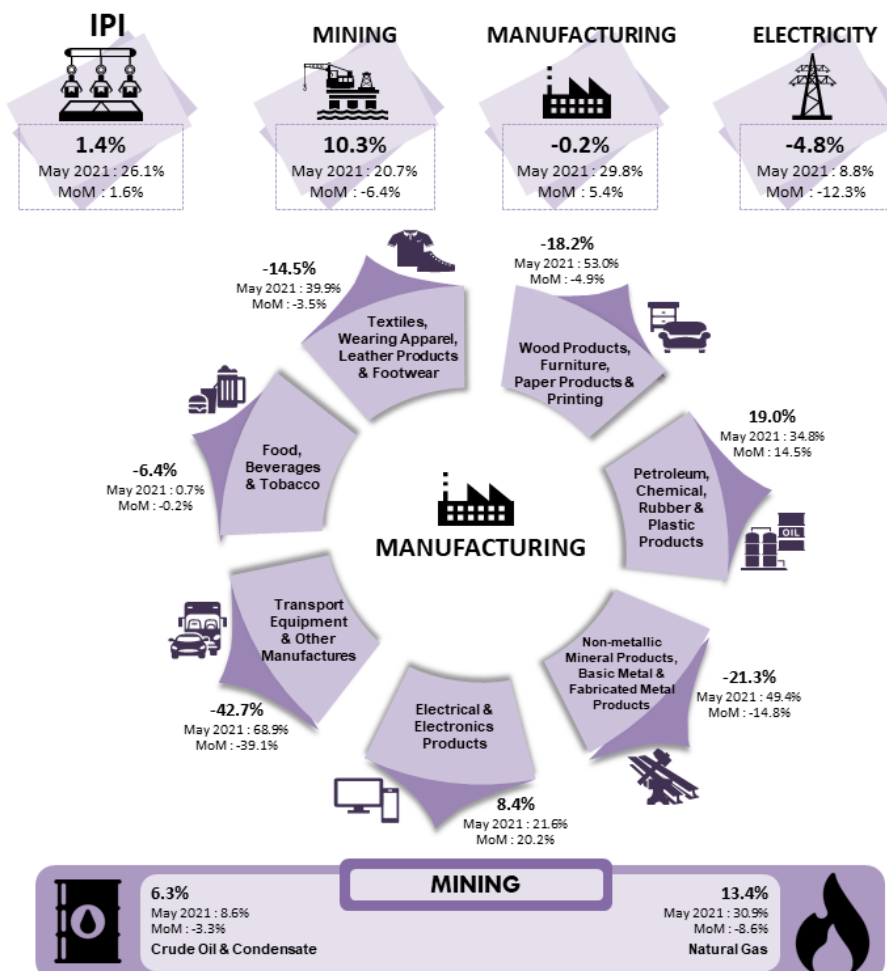 IPI
1.4%
May 2021 : 26.1%
MoM : 1.6%
MINING
10.3%
May 2021 : 20.7%
MoM : -6.4%
MANUFACTURING
-0.2%
May 2021 : 29.8%
MoM : 5.4%
ELECTRICITY
-4.8%
May 2021 : 8.8%
MoM : -12.3%
-14.5%
May 2021 : 39.9%
MoM : -3.5%
Textiles,
Wearing Apparel,
Leather Products
& Footwear
-18.2%
May 2021 : 53.0%
MoM : -4.9%
Wood Products,
Furniture,
Paper Products &
Printing
-6.4%
May 2021 : 0.7%
MoM : -0.2%
Food,
Beverages
& Tobacco
19.0%
May 2021 : 34.8%
MoM : 14.5%
Petroleum,
Chemical,
Rubber &
Plastic
Products
OIL
MANUFACTURING
Transport
Equipment
& Other
Manufactures
-42.7%
May 2021 : 68.9%
MoM : -39.1%
Non-metallic
Mineral Products,
Basic Metal &
Fabricated Metal
Products
-21.3%
May 2021 : 49.4%
MoM : -14.8%
Electrical &
Electronics
Products
8.4%
May 2021 : 21.6%
MoM : 20.2%
MINING
6.3%
May 2021 : 8.6%
MoM : -3.3%
Crude Oil & Condensate
13.4%
May 2021 : 30.9%
MoM : -8.6%
Natural Gas